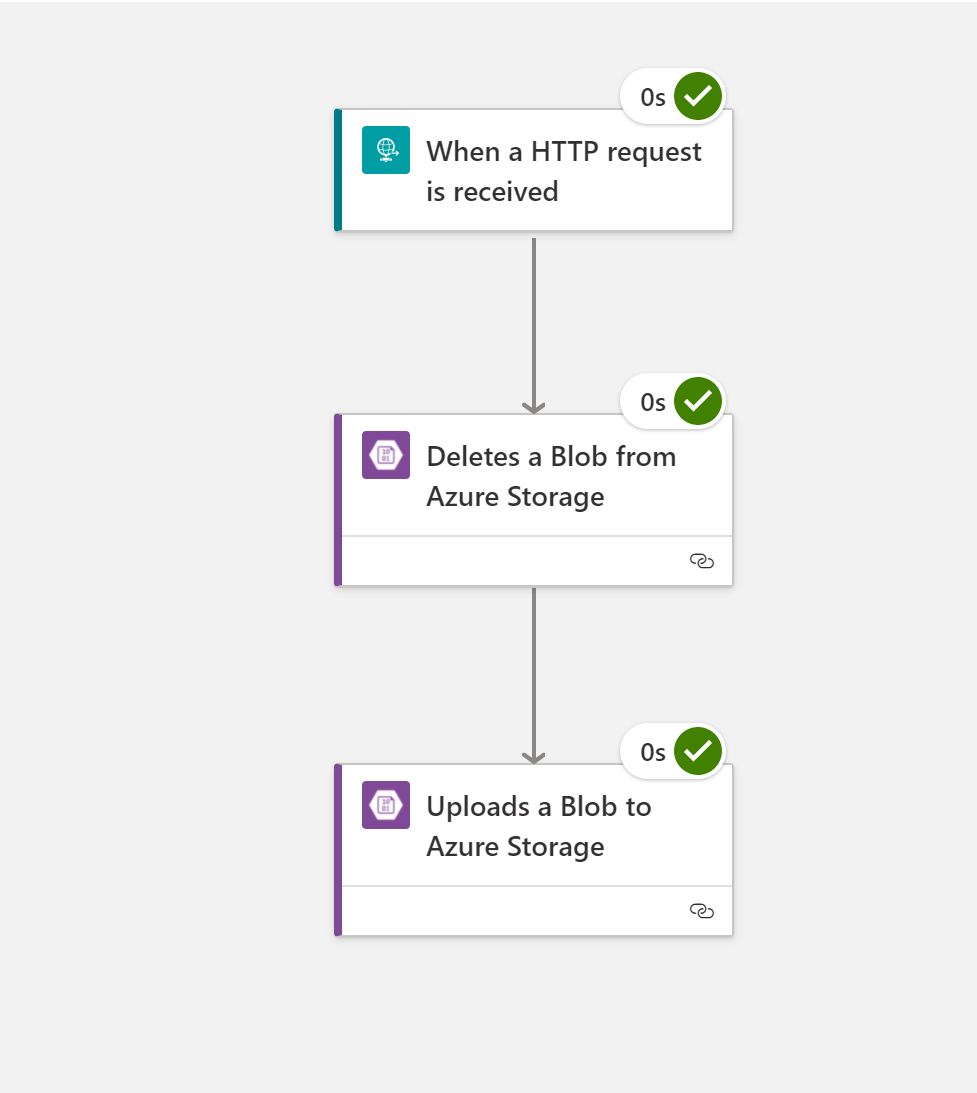 0s
When a HTTP request
is received
0s
Deletes a Blob from
Azure Storage
0s
Uploads a Blob to
Azure Storage